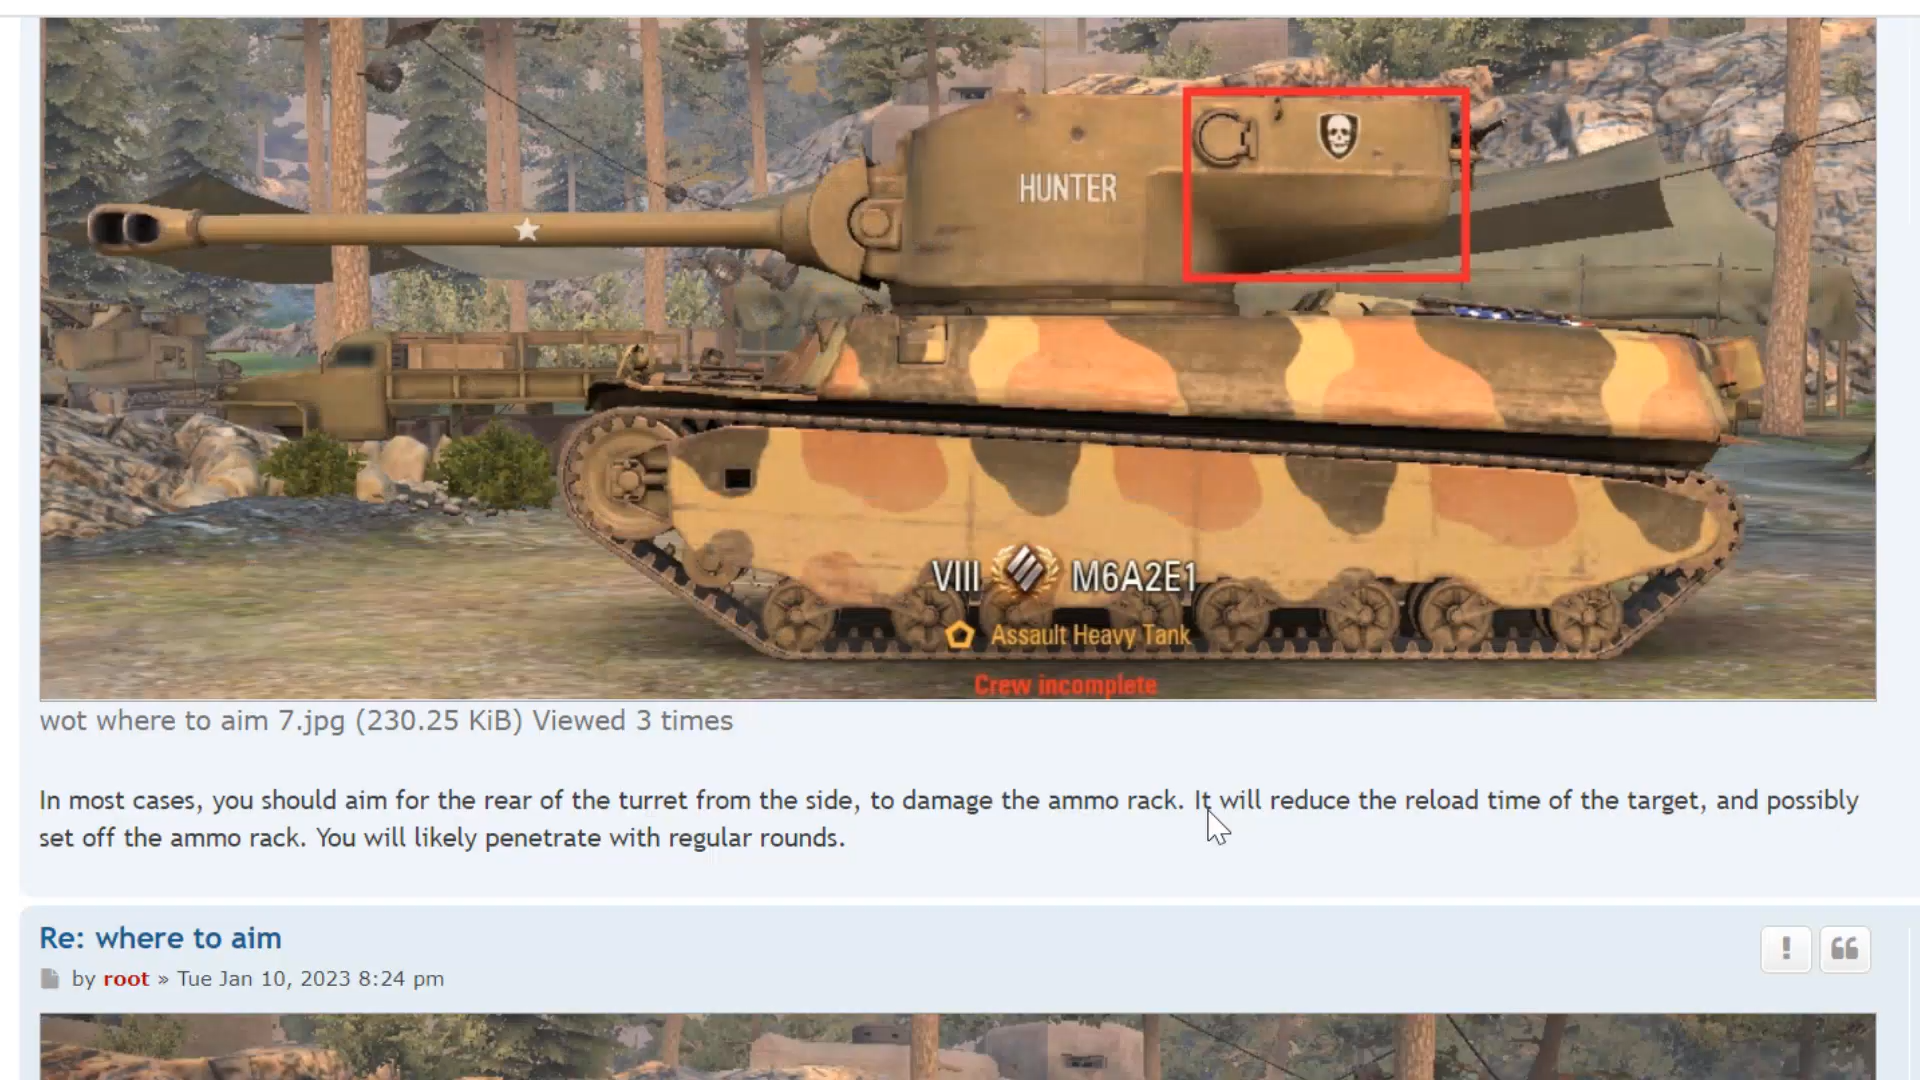 HUNTER
VIII M6A2E1
Assault Heavy Tank
Crew incomplete
wot where to aim 7.jpg (230.25 KiB) Viewed 3 times
In most cases, you should aim for the rear of the turret from the side, to damage the ammo rack. It will reduce the reload time of the target, and possibly
set off the ammo rack. You will likely penetrate with regular rounds.
Re: where to aim
by root » Tue Jan 10, 2023 8:24 pm